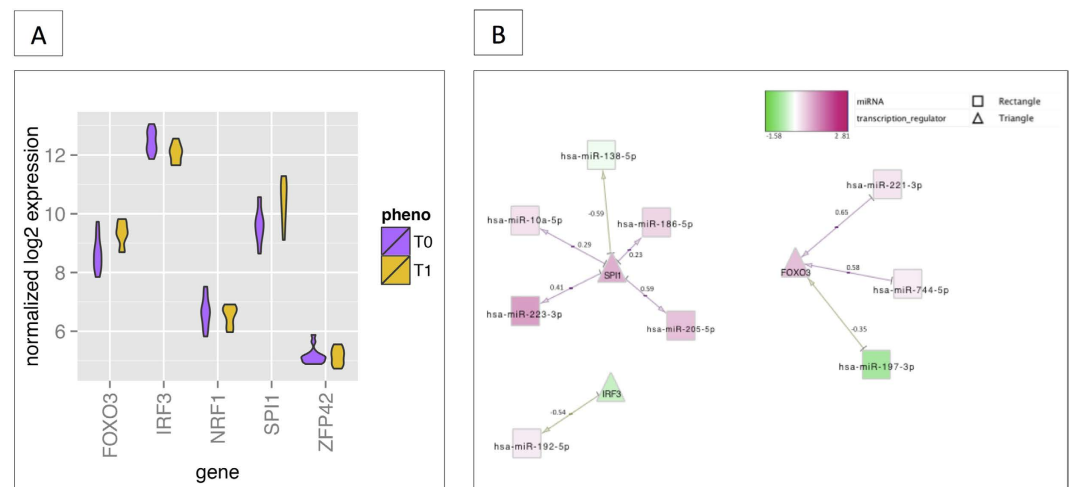 A
B
normalized log2 expression
12
10
8
6
FOXO3
IRF3
NRF1
SPI1
ZFP42
gene
pheno
T0
T1
-1.58
2.81
miRNA
Rectangle
transcription_regulator
Triangle
hsa-miR-138-5p
hsa-miR-10a-5p
hsa-miR-186-5p
-0.59
0.29
0.23
SPI1
0.41
0.59
hsa-miR-223-3p
hsa-miR-205-5p
IRF3
-0.54
hsa-miR-192-5p
hsa-miR-221-3p
0.65
FOXO3
0.58
hsa-miR-744-5p
-0.35
hsa-miR-197-3p